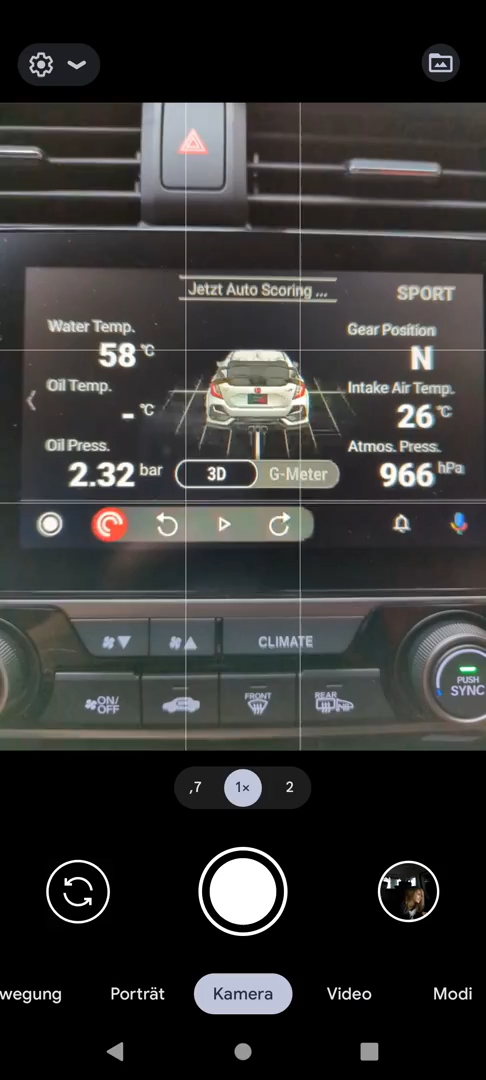 Jetzt Auto Scoring ...
SPORT
Water Temp.
58 °C
Oil Temp.
- °C
Oil Press.
2.32 bar
Gear Position
N
Intake Air Temp.
26 °C
Atmos. Press.
966 hPa
3D
G-Meter
CLIMATE
ON/
OFF
FRONT
REAR
PUSH
SYNC
,7
1×
2
wegung
Porträt
Kamera
Video
Modi